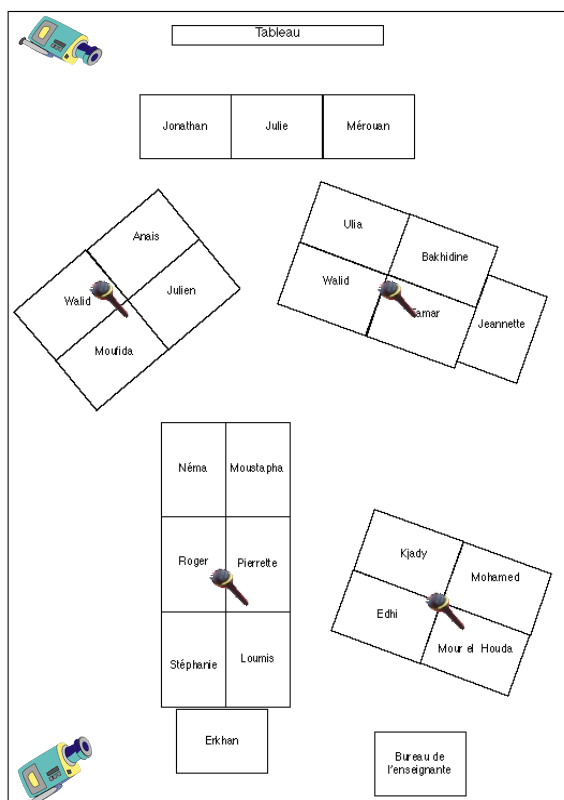 Tableau
Jonathan Julie Mérouan
Anais
Walid Julien
Moufida
Ulia
Bakhidine
Walid
Tamar
Jeannette
Néma Moustapha
Roger Pierrette
Stéphanie Loumis
Erkhan
Kjady
Mohamed
Edhi
Mour el Houda
Bureau de
l'enseignante